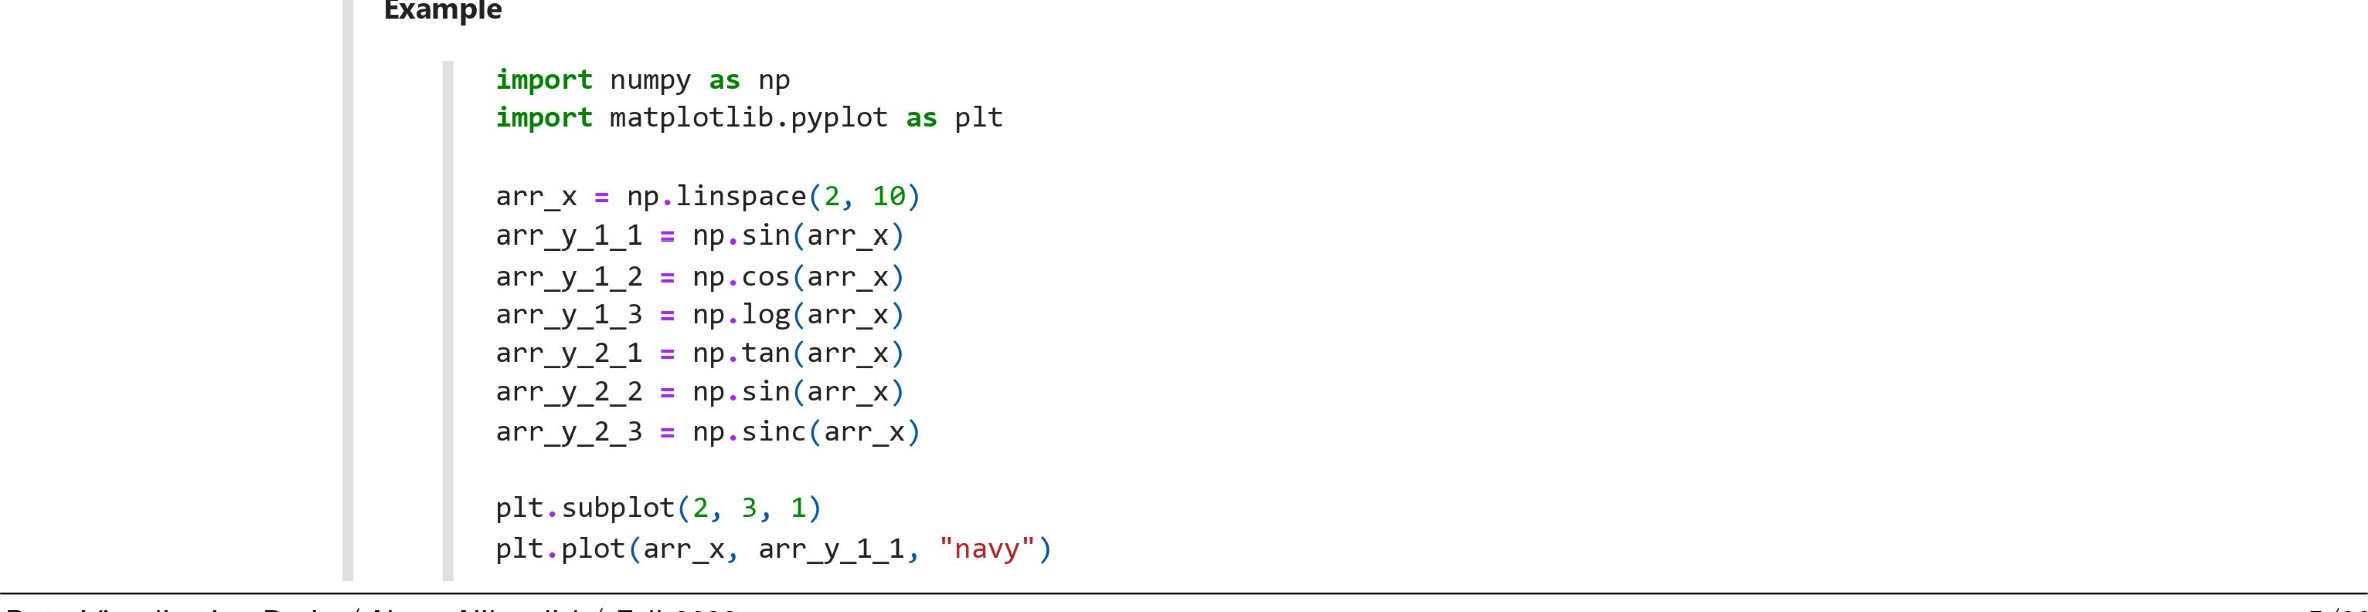 Example
import numpy as np
import matplotlib.pyplot as plt
arr_x = np.linspace(2, 10)
arr_y_1_1 = np.sin(arr_x)
arr_y_1_2 = np.cos(arr_x)
arr_y_1_3 = np.log(arr_x)
arr_y_2_1 = np.tan(arr_x)
arr_y_2_2 = np.sin(arr_x)
arr_y_2_3 = np.sinc(arr_x)
plt.subplot(2, 3, 1)
plt.plot(arr_x, arr_y_1_1, "navy")